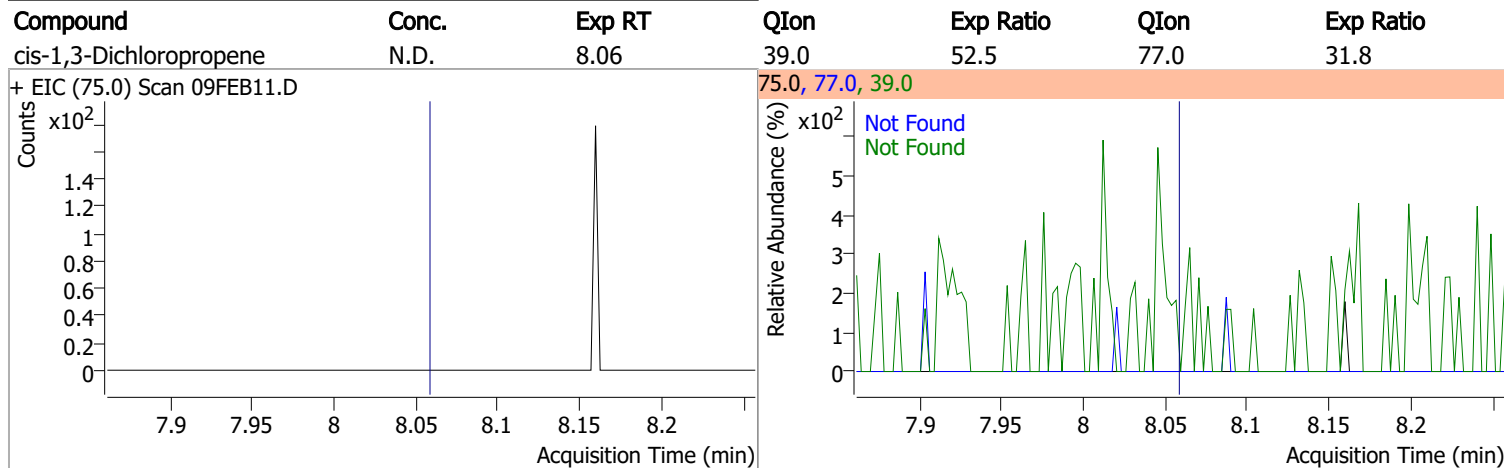 Compound Conc. Exp RT QIon Exp Ratio QIon Exp Ratio
cis-1,3-Dichloropropene N.D. 8.06 39.0 52.5 77.0 31.8
+ EIC (75.0) Scan 09FEB11.D
Counts
x10²
1.4
1.2
1
0.8
0.6
0.4
0.2
0
7.9 7.95 8 8.05 8.1 8.15 8.2
Acquisition Time (min)
75.0, 77.0, 39.0
Relative Abundance (%)
x10²
Not Found
Not Found
5
4
3
2
1
0
7.9 7.95 8 8.05 8.1 8.15 8.2
Acquisition Time (min)